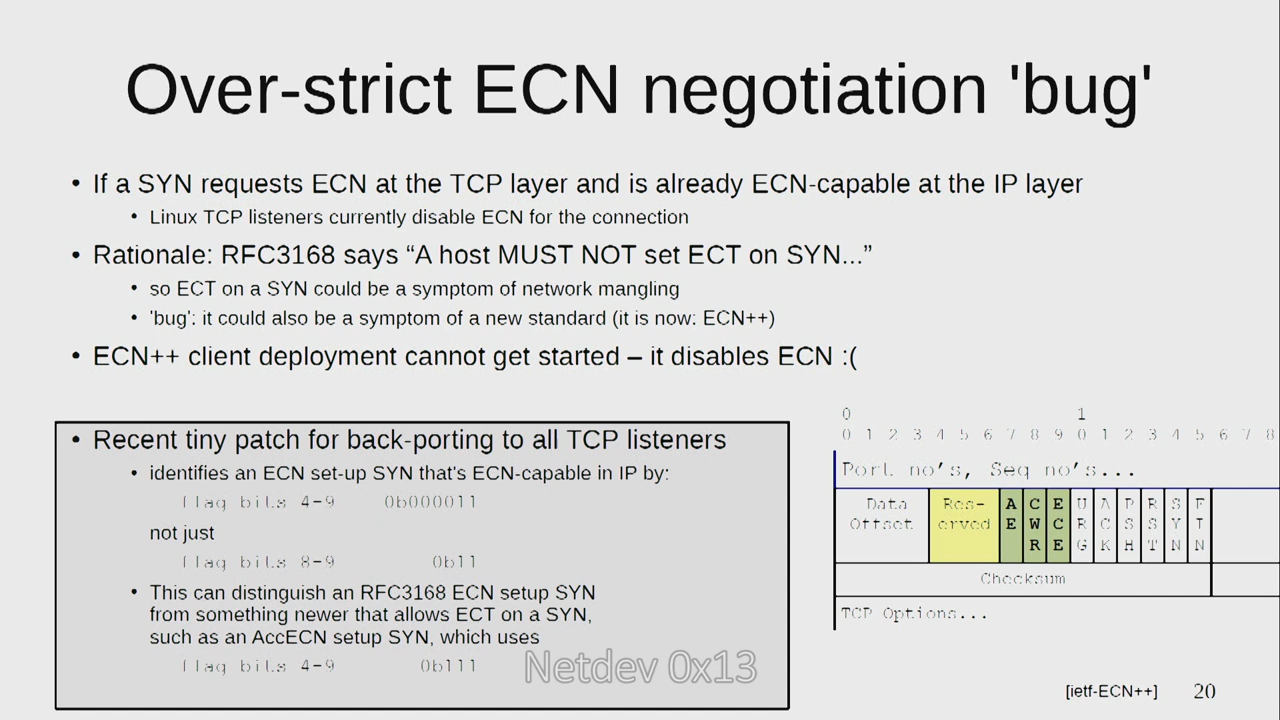 Over-strict ECN negotiation 'bug'
• If a SYN requests ECN at the TCP layer and is already ECN-capable at the IP layer
• Linux TCP listeners currently disable ECN for the connection
• Rationale: RFC3168 says “A host MUST NOT set ECT on SYN...”
• so ECT on a SYN could be a symptom of network mangling
• 'bug': it could also be a symptom of a new standard (it is now: ECN++)
• ECN++ client deployment cannot get started – it disables ECN :(
• Recent tiny patch for back-porting to all TCP listeners
• identifies an ECN set-up SYN that's ECN-capable in IP by:
flag bits 4-9 0b000011
not just
flag bits 8-9 0b11
• This can distinguish an RFC3168 ECN setup SYN
from something newer that allows ECT on a SYN,
such as an AccECN setup SYN, which uses
flag bits 4-9 0b111
0 1
0 1 2 3 4 5 6 7 8 9 0 1 2 3 4 5 6 7 8
Port no’s, Seq no’s...
Data Offset
Res-erved
AE
CWR
ECE
URG
ACK
PSH
RST
SYN
FIN
Checksum
TCP Options...
Netdev 0x13
[ietf-ECN++] 20